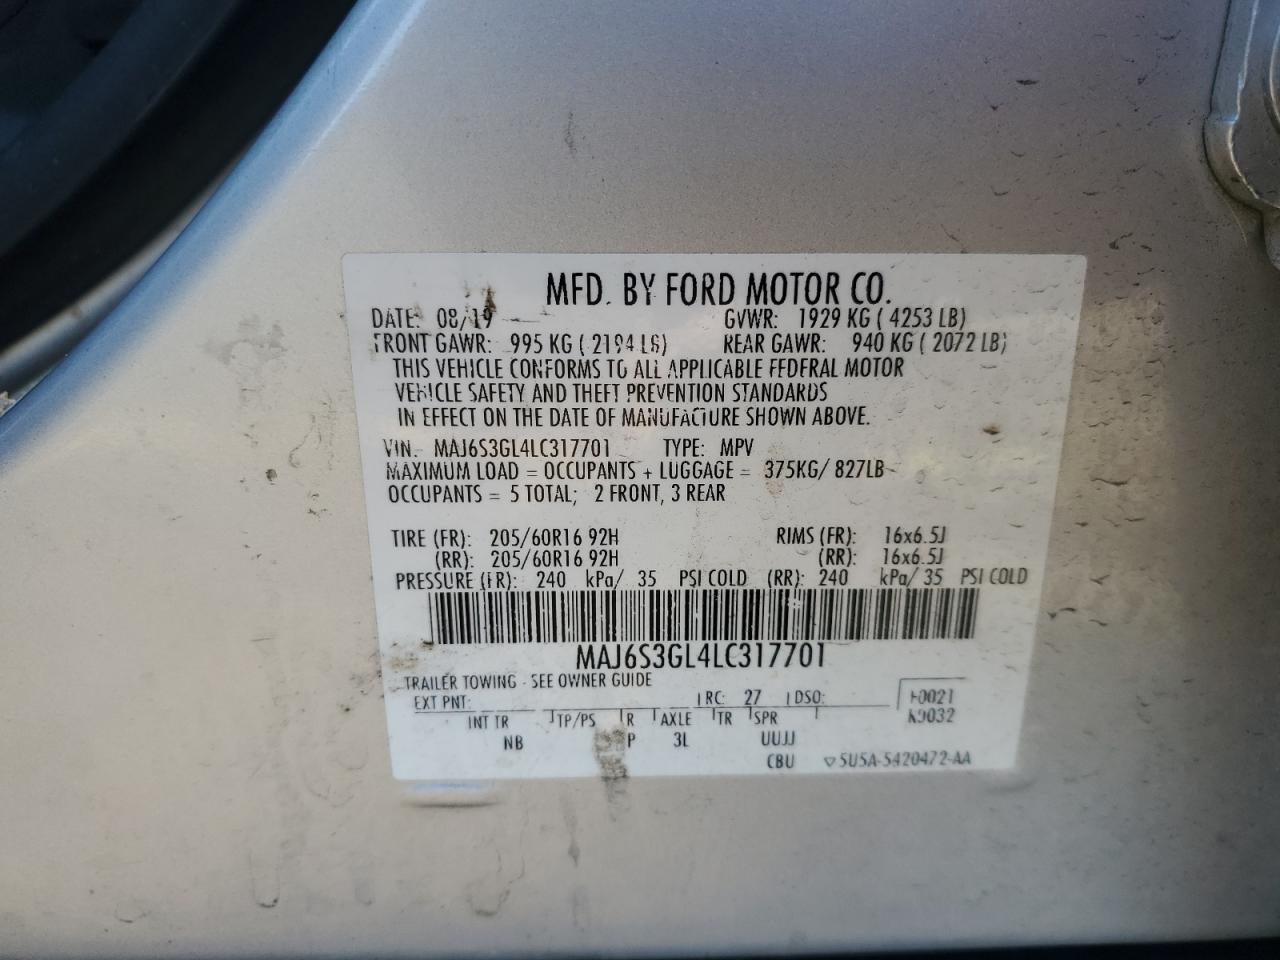 MFD. BY FORD MOTOR CO.
DATE: 08/19 GVWR: 1929 KG ( 4253 LB)
FRONT GAWR: 995 KG ( 2194 LB) REAR GAWR: 940 KG ( 2072 LB)
THIS VEHICLE CONFORMS TO ALL APPLICABLE FEDERAL MOTOR
VEHICLE SAFETY AND THEFT PREVENTION STANDARDS
IN EFFECT ON THE DATE OF MANUFACTURE SHOWN ABOVE.
VIN: MAJ6S3GL4LC317701 TYPE: MPV
MAXIMUM LOAD = OCCUPANTS + LUGGAGE = 375KG/ 827LB
OCCUPANTS = 5 TOTAL; 2 FRONT, 3 REAR
TIRE (FR): 205/60R16 92H RIMS (FR): 16x6.5J
(RR): 205/60R16 92H (RR): 16x6.5J
PRESSURE (FR): 240 kPa/ 35 PSI COLD (RR): 240 kPa/ 35 PSI COLD
MAJ6S3GL4LC317701
TRAILER TOWING - SEE OWNER GUIDE
EXT PNT: RC: 27 DSO:
INT TR TP/PS R AXLE TR SPR
NB P 3L UUJJ
CBU 5U5A-5420472-AA